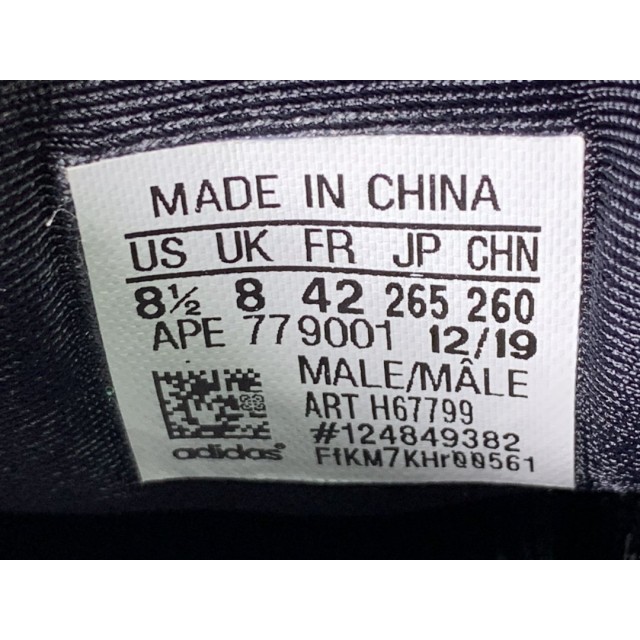 MADE IN CHINA
US UK FR JP CHN
8½ 8 42 265 260
APE 779001 12/19
MALE/MÂLE
ART H67799
#124849382
adidas®
FfKM7KHr00561